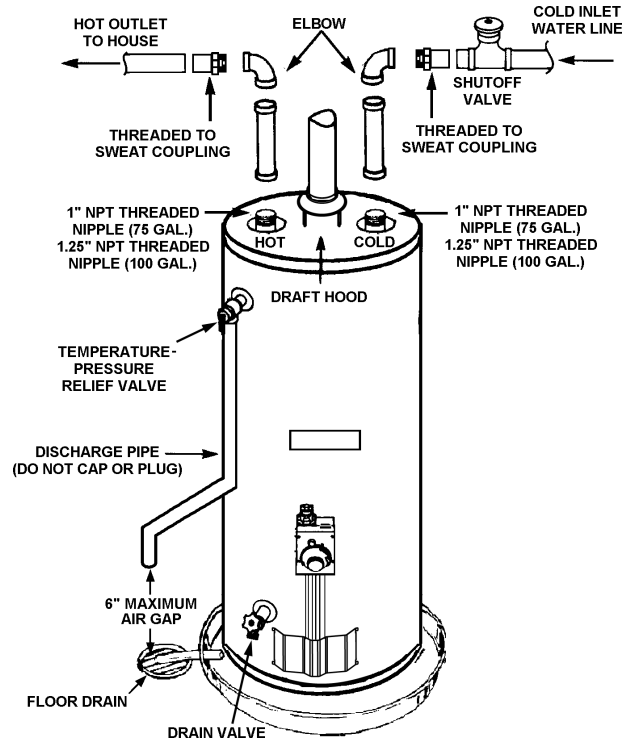 HOT OUTLET
TO HOUSE
ELBOW
COLD INLET
WATER LINE
SHUTOFF
VALVE
THREADED TO
SWEAT COUPLING
THREADED TO
SWEAT COUPLING
1" NPT THREADED
NIPPLE (75 GAL.)
1.25" NPT THREADED
NIPPLE (100 GAL.)
HOT
COLD
1" NPT THREADED
NIPPLE (75 GAL.)
1.25" NPT THREADED
NIPPLE (100 GAL.)
DRAFT HOOD
TEMPERATURE-
PRESSURE
RELIEF VALVE
DISCHARGE PIPE
(DO NOT CAP OR PLUG)
6" MAXIMUM
AIR GAP
FLOOR DRAIN
DRAIN VALVE